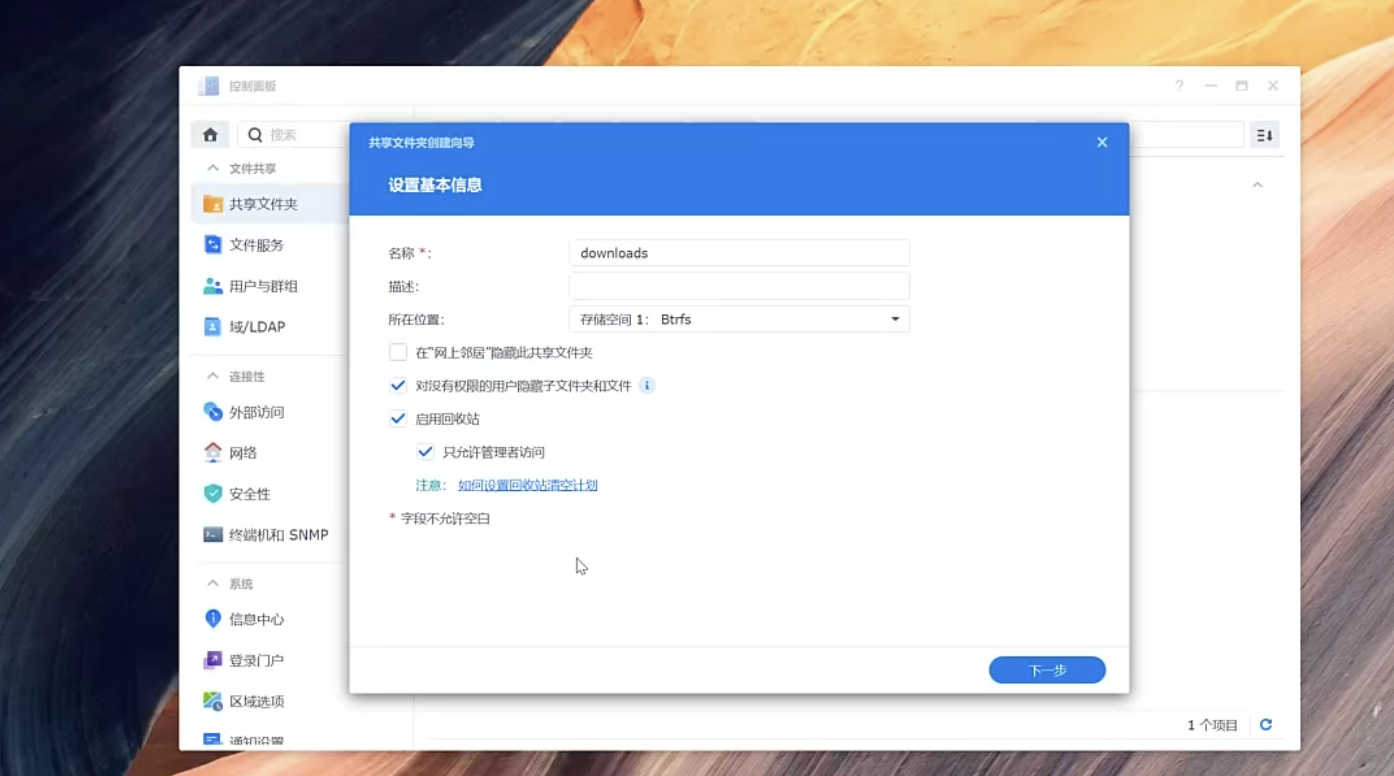 控制面板
搜索
文件共享
共享文件夹
文件服务
用户与群组
域/LDAP
连接性
外部访问
网络
安全性
终端机和 SNMP
系统
信息中心
登录门户
区域选项
通知设置
共享文件夹创建向导
设置基本信息
名称 *:
downloads
描述:
所在位置:
存储空间 1: Btrfs
在"网上邻居"隐藏此共享文件夹
对没有权限的用户隐藏子文件夹和文件
启用回收站
只允许管理者访问
注意: 如何设置回收站清空计划
* 字段不允许空白
下一步
1 个项目